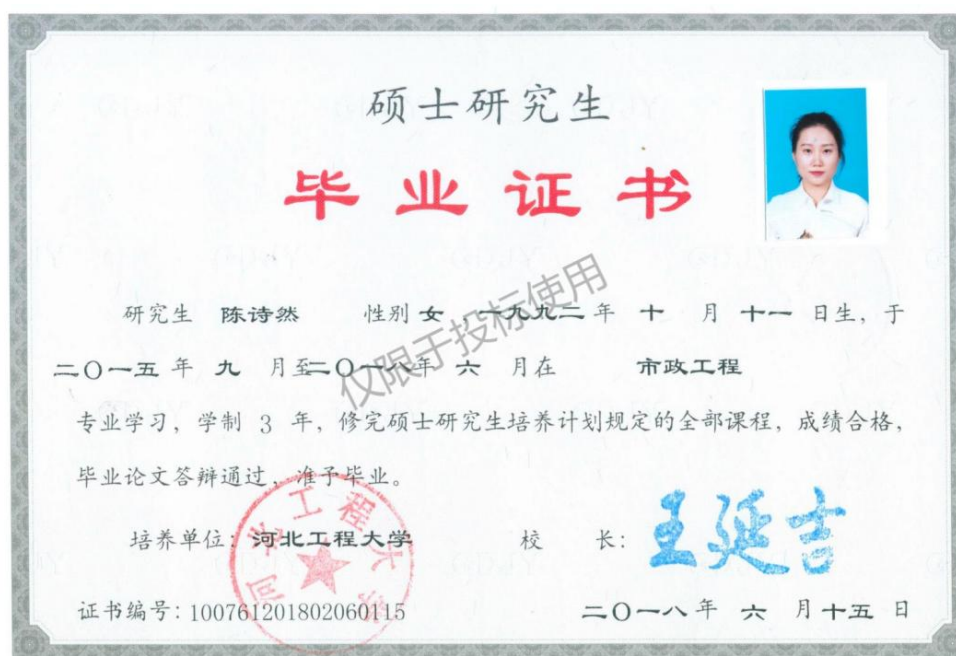 硕士研究生
毕业证书
研究生 陈诗然 性别 女 一九九二 年 十 月 十一 日生，于
二〇一五 年 九 月至二〇一八年 六 月在 市政工程
专业学习，学制 3 年，修完硕士研究生培养计划规定的全部课程，成绩合格，
毕业论文答辩通过，准予毕业。
培养单位：河北工程大学 校 长：王延吉
证书编号：100761201802060115 二〇一八 年 六 月 十五 日
河北工程大学
仅限于投标使用